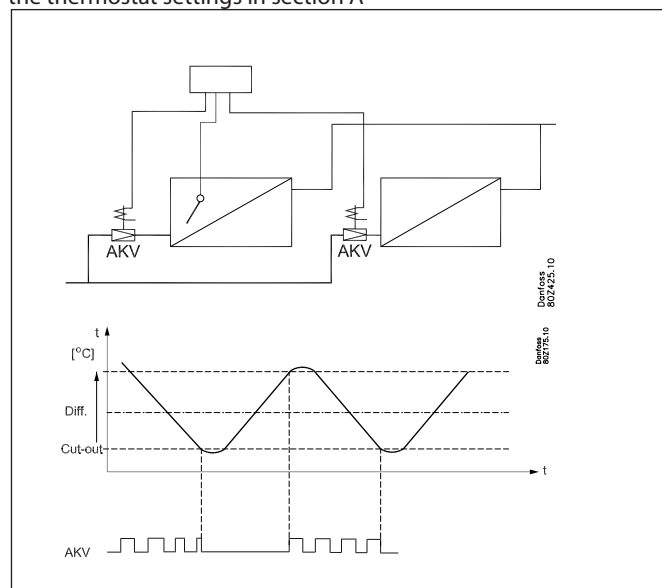 the thermostat settings in section A
AKV
AKV
Danfoss
80Z425.10
Danfoss
80Z175.10
t
[°C]
Diff.
Cut-out
t
AKV